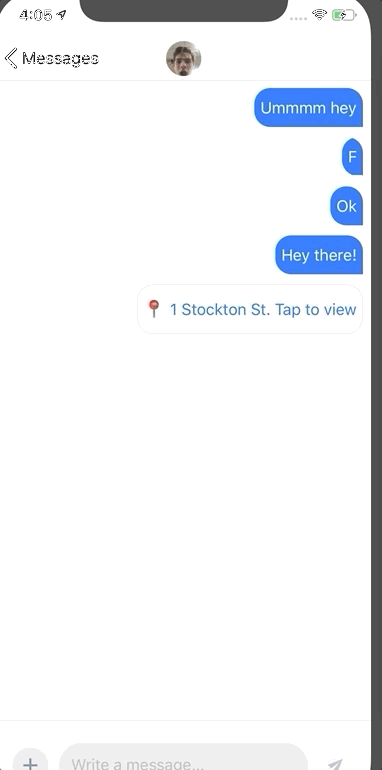 4:05
Messages
Ummmm hey
F
Ok
Hey there!
1 Stockton St. Tap to view
Write a message...